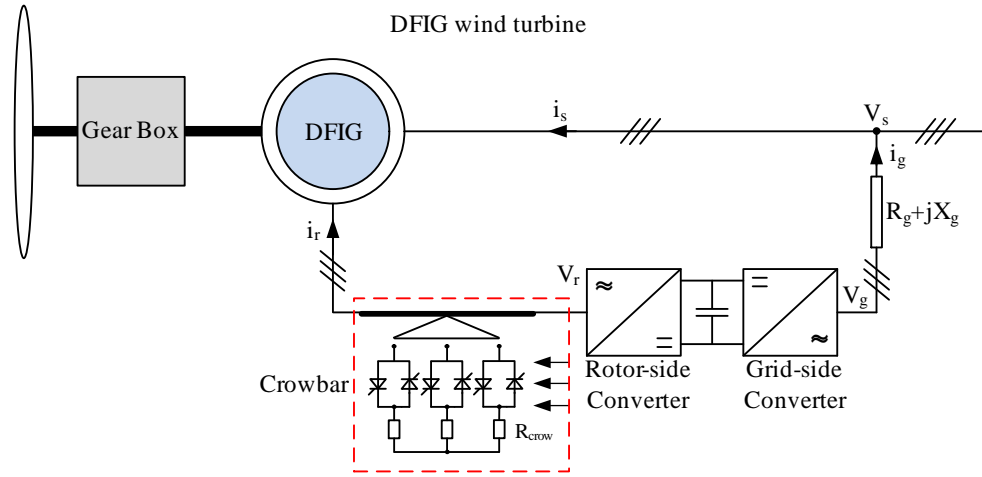 DFIG wind turbine
Gear Box
DFIG
i_s
V_s
i_g
R_g+jX_g
i_r
V_r
V_g
Rotor-side
Converter
Grid-side
Converter
Crowbar
R_crow